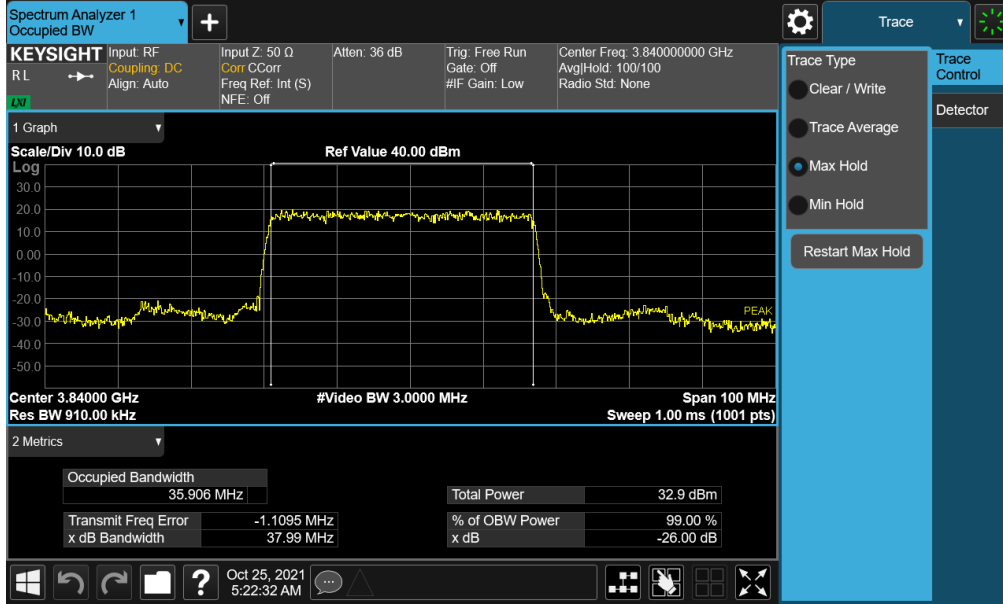 Spectrum Analyzer 1
Occupied BW
Trace
KEYSIGHT
R L
LXI
Input: RF
Coupling: DC
Align: Auto
Input Z: 50 Ω
Corr CCorr
Freq Ref: Int (S)
NFE: Off
Atten: 36 dB
Trig: Free Run
Gate: Off
#IF Gain: Low
Center Freq: 3.840000000 GHz
Avg|Hold: 100/100
Radio Std: None
Trace Type
Clear / Write
Trace Average
Max Hold
Min Hold
Restart Max Hold
Trace
Control
Detector
1 Graph
Scale/Div 10.0 dB
Ref Value 40.00 dBm
Log
30.0
20.0
10.0
0.00
-10.0
-20.0
-30.0
-40.0
-50.0
PEAK
Center 3.84000 GHz
#Video BW 3.0000 MHz
Span 100 MHz
Res BW 910.00 kHz
Sweep 1.00 ms (1001 pts)
2 Metrics
Occupied Bandwidth
35.906 MHz
Total Power 32.9 dBm
Transmit Freq Error -1.1095 MHz
% of OBW Power 99.00 %
x dB Bandwidth 37.99 MHz
x dB -26.00 dB
?
Oct 25, 2021
5:22:32 AM